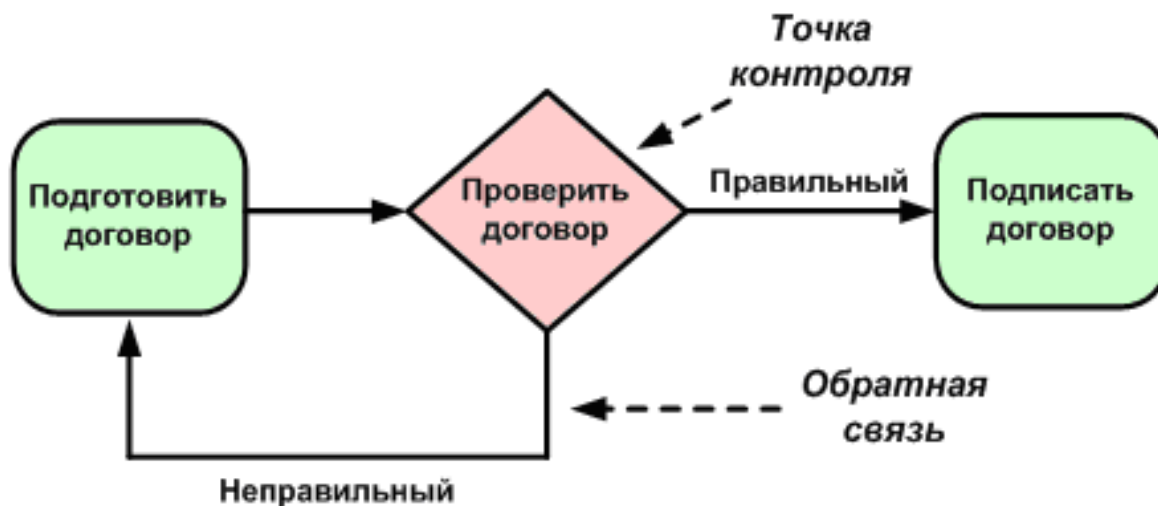 Точка
контроля
Подготовить
договор
Проверить
договор
Правильный
Подписать
договор
Обратная
связь
Неправильный